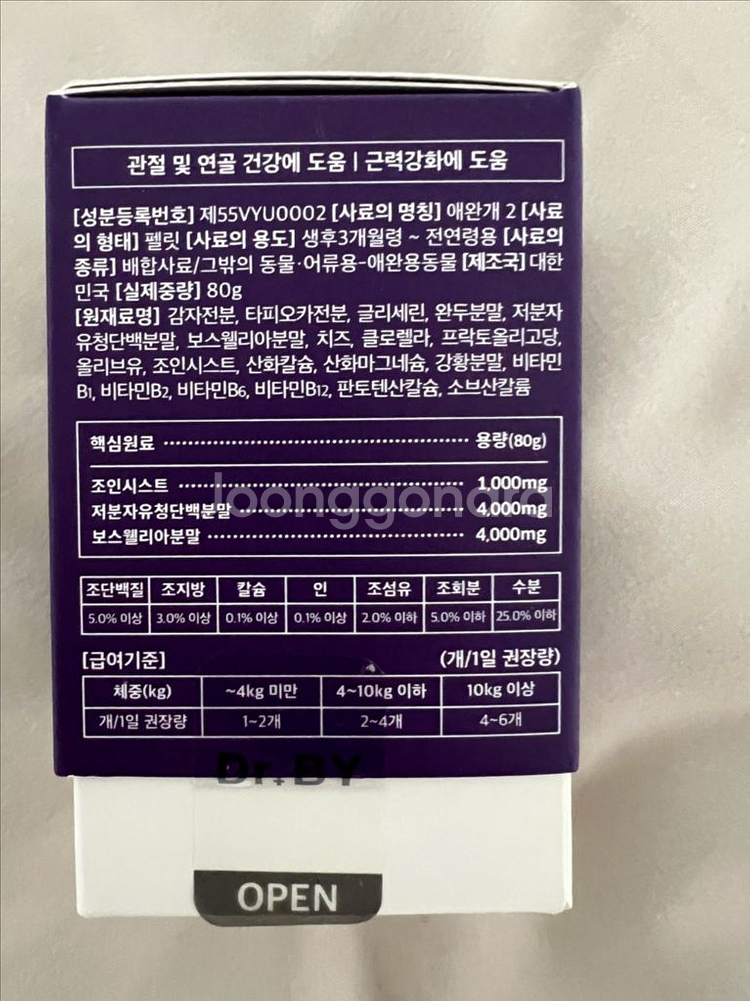 관절 및 연골 건강에 도움 | 근력강화에 도움
[성분등록번호] 제55VYU0002 [사료의 명칭] 애완개 2 [사료
의 형태] 펠릿 [사료의 용도] 생후3개월령 ~ 전연령용 [사료의
종류] 배합사료/그밖의 동물·어류용-애완용동물 [제조국] 대한
민국 [실제중량] 80g
[원재료명] 감자전분, 타피오카전분, 글리세린, 완두분말, 저분자
유청단백분말, 보스웰리아분말, 치즈, 클로렐라, 프락토올리고당,
올리브유, 조인시스트, 산화칼슘, 산화마그네슘, 강황분말, 비타민
B1, 비타민B2, 비타민B6, 비타민B12, 판토텐산칼슘, 소브산칼륨
핵심원료 용량(80g)
조인시스트 1,000mg
loonggondra
저분자유청단백분말 4,000mg
보스웰리아분말 4,000mg
조단백질 조지방 칼슘 인 조섬유 조회분 수분
5.0% 이상 3.0% 이상 0.1% 이상 0.1% 이상 2.0% 이하 5.0% 이하 25.0% 이하
[급여기준] (개/1일 권장량)
체중(kg) ~4kg 미만 4~10kg 이하 10kg 이상
개/1일 권장량 1~2개 2~4개 4~6개
Dr.BY
OPEN